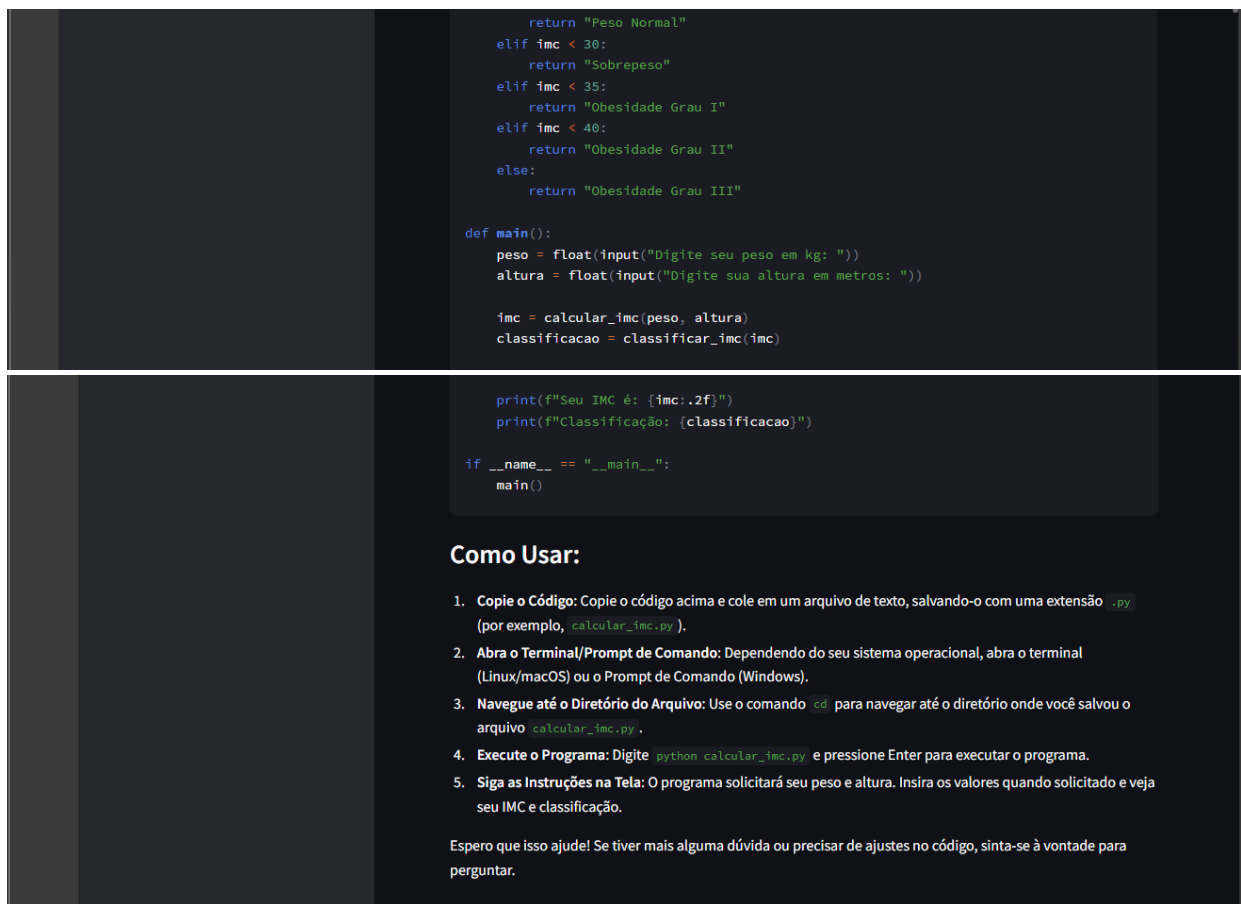 return "Peso Normal"
elif imc < 30:
return "Sobrepeso"
elif imc < 35:
return "Obesidade Grau I"
elif imc < 40:
return "Obesidade Grau II"
else:
return "Obesidade Grau III"
def main():
peso = float(input("Digite seu peso em kg: "))
altura = float(input("Digite sua altura em metros: "))
imc = calcular_imc(peso, altura)
classificacao = classificar_imc(imc)
print(f"Seu IMC é: {imc:.2f}")
print(f"Classificação: {classificacao}")
if __name__ == "__main__":
main()
Como Usar:
1. Copie o Código: Copie o código acima e cole em um arquivo de texto, salvando-o com uma extensão .py
(por exemplo, calcular_imc.py ).
2. Abra o Terminal/Prompt de Comando: Dependendo do seu sistema operacional, abra o terminal
(Linux/macOS) ou o Prompt de Comando (Windows).
3. Navegue até o Diretório do Arquivo: Use o comando cd para navegar até o diretório onde você salvou o
arquivo calcular_imc.py .
4. Execute o Programa: Digite python calcular_imc.py e pressione Enter para executar o programa.
5. Siga as Instruções na Tela: O programa solicitará seu peso e altura. Insira os valores quando solicitado e veja
seu IMC e classificação.
Espero que isso ajude! Se tiver mais alguma dúvida ou precisar de ajustes no código, sinta-se à vontade para
perguntar.